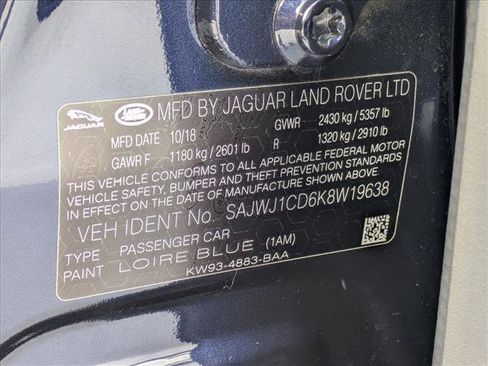 JAGUAR LAND ROVER MFD BY JAGUAR LAND ROVER LTD
MFD DATE 10/18 GVWR 2430 kg / 5357 lb
GAWR F 1180 kg / 2601 lb R 1320 kg / 2910 lb
THIS VEHICLE CONFORMS TO ALL APPLICABLE FEDERAL MOTOR
VEHICLE SAFETY, BUMPER AND THEFT PREVENTION STANDARDS
IN EFFECT ON THE DATE OF MANUFACTURE SHOWN ABOVE.
VEH IDENT No. SAJWJ1CD6K8W19638
TYPE PASSENGER CAR
PAINT LOIRE BLUE (1AM)
KW93-4883-BAA